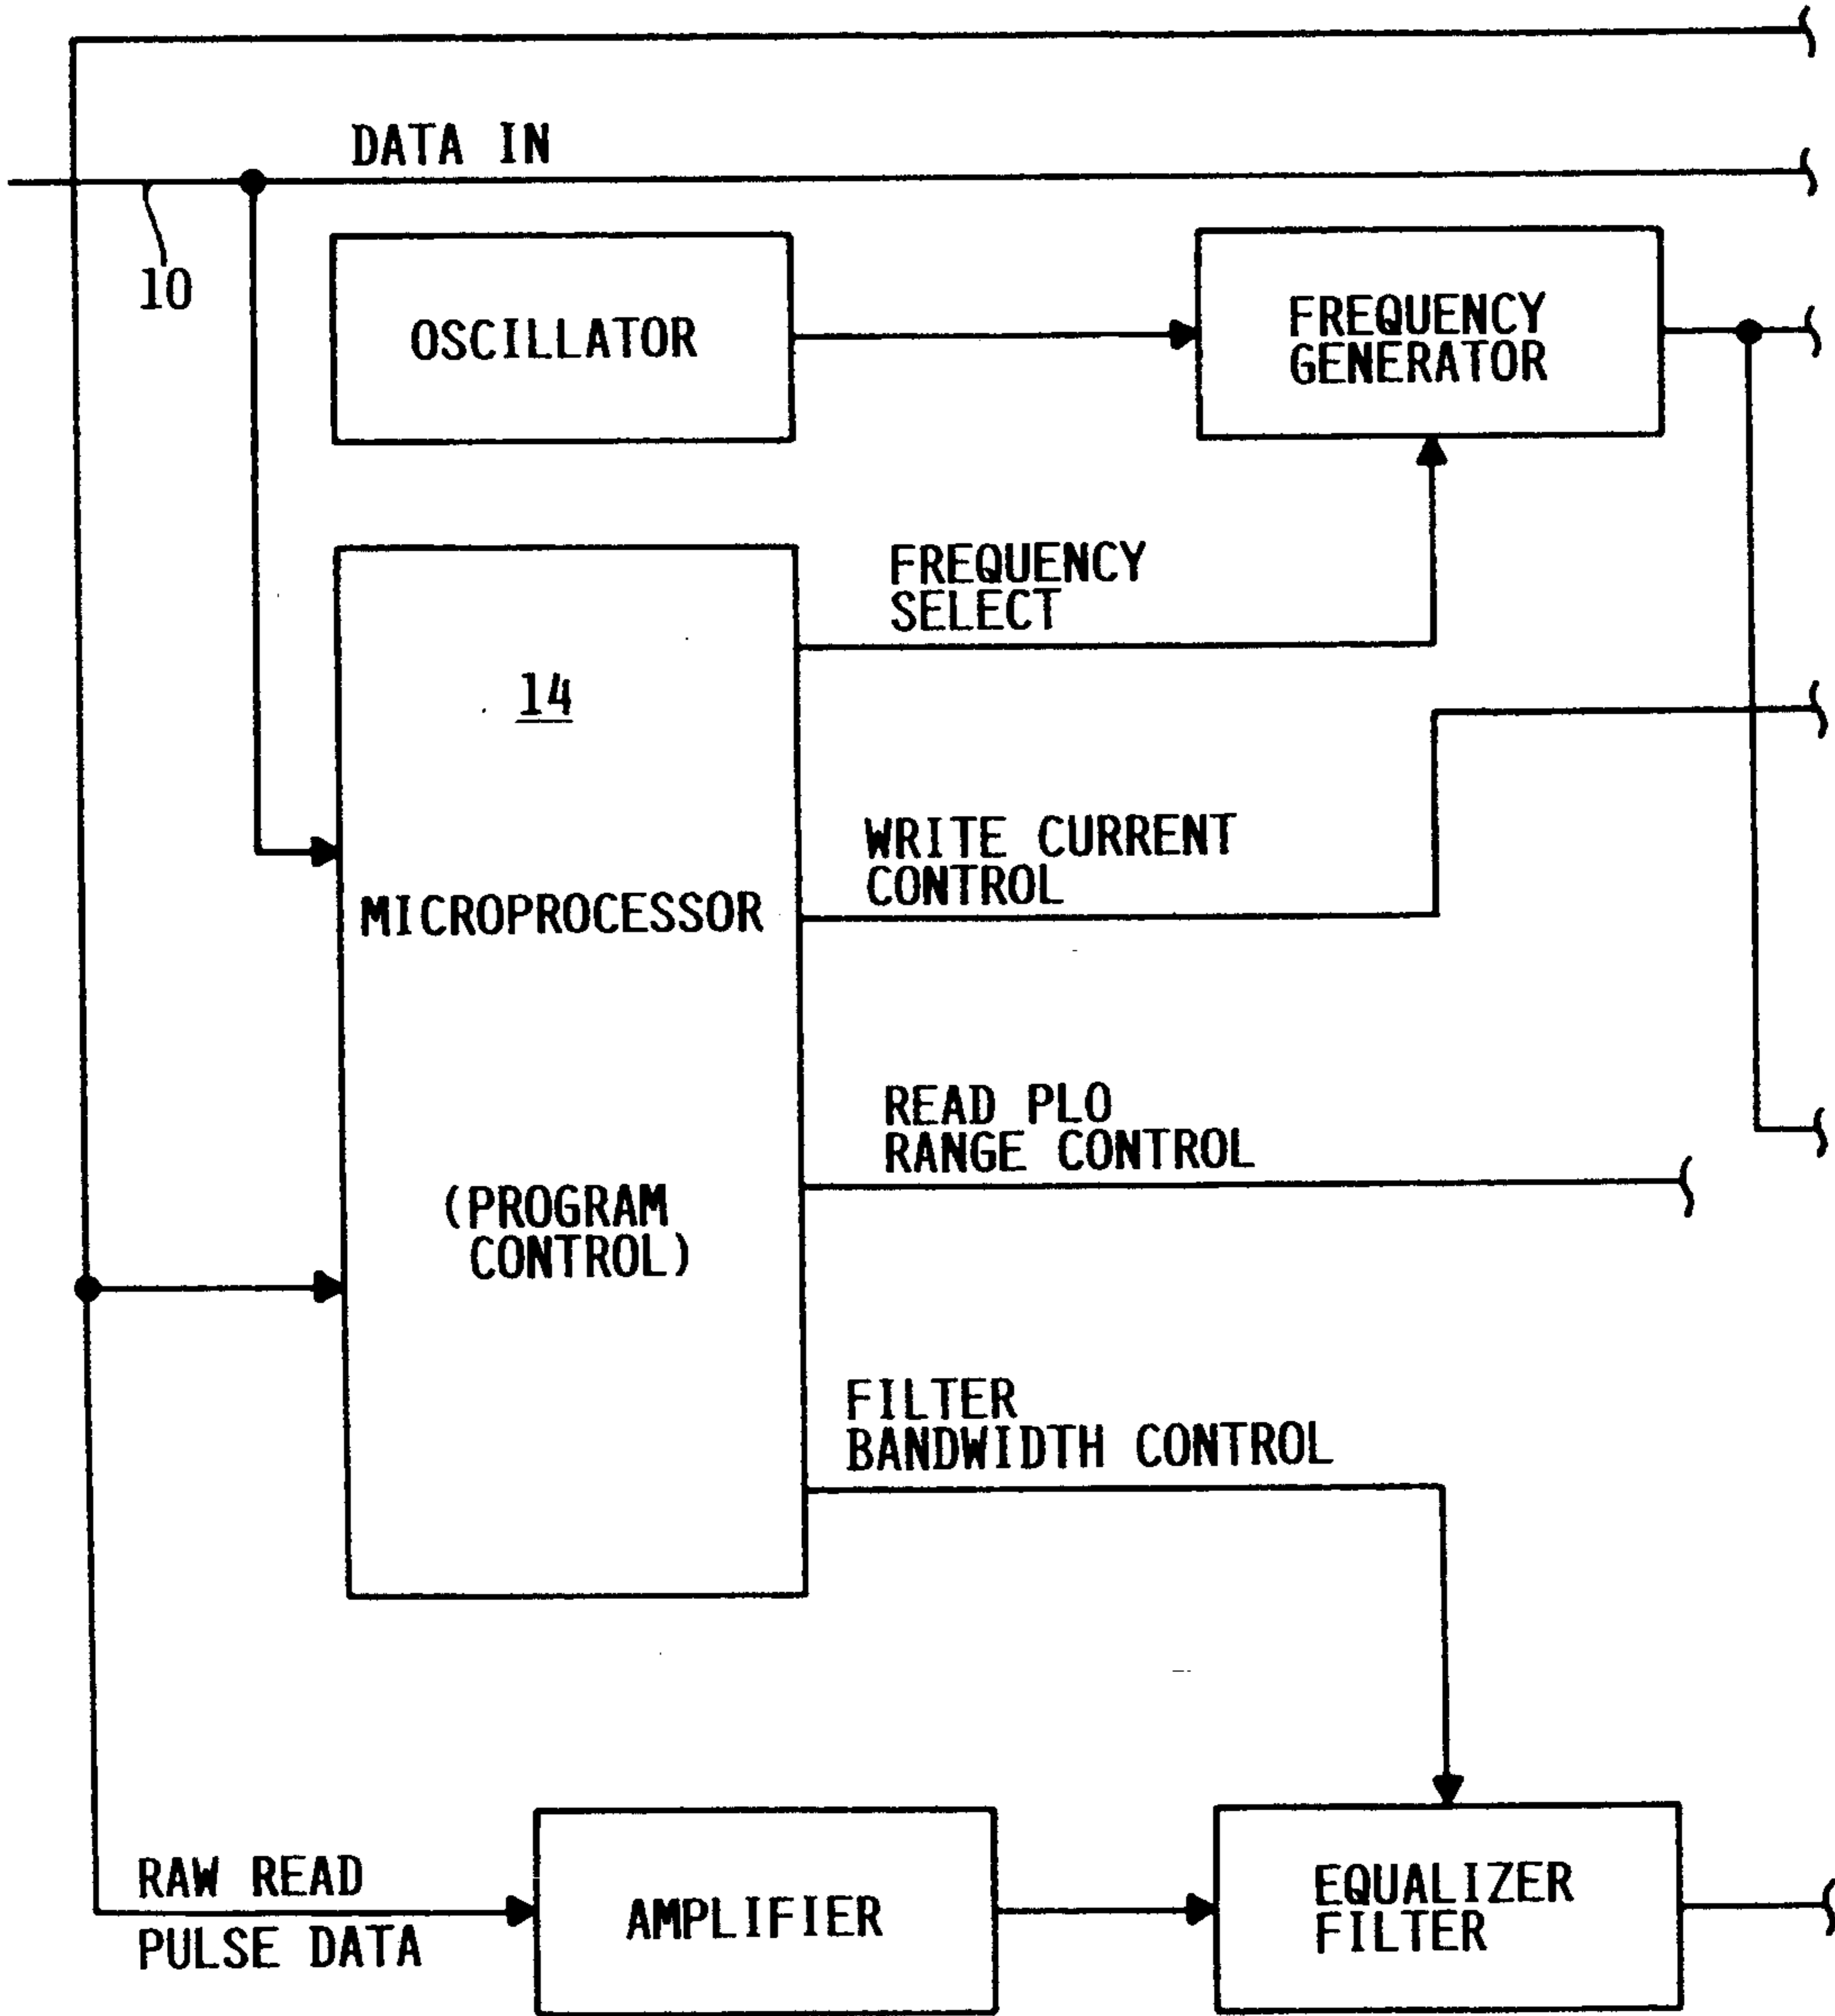 DATA IN
10
OSCILLATOR
FREQUENCY
GENERATOR
FREQUENCY
SELECT
14
WRITE CURRENT
CONTROL
MICROPROCESSOR
READ PLO
RANGE CONTROL
(PROGRAM
CONTROL)
FILTER
BANDWIDTH CONTROL
RAW READ
PULSE DATA
AMPLIFIER
EQUALIZER
FILTER